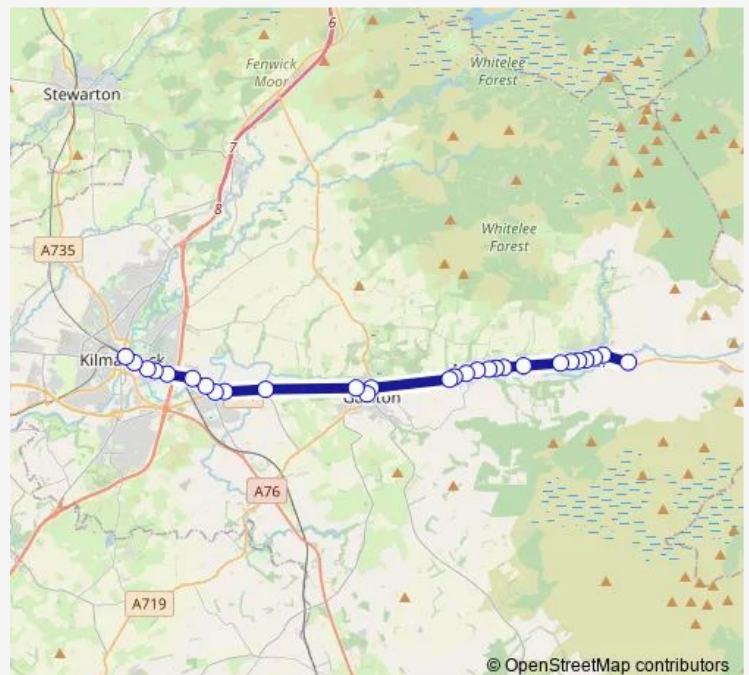 6
Fenwick
Moor
Whitelee
Forest
Stewarton
7
8
Whitelee
Forest
A735
A76
A719
© OpenStreetMap contributors